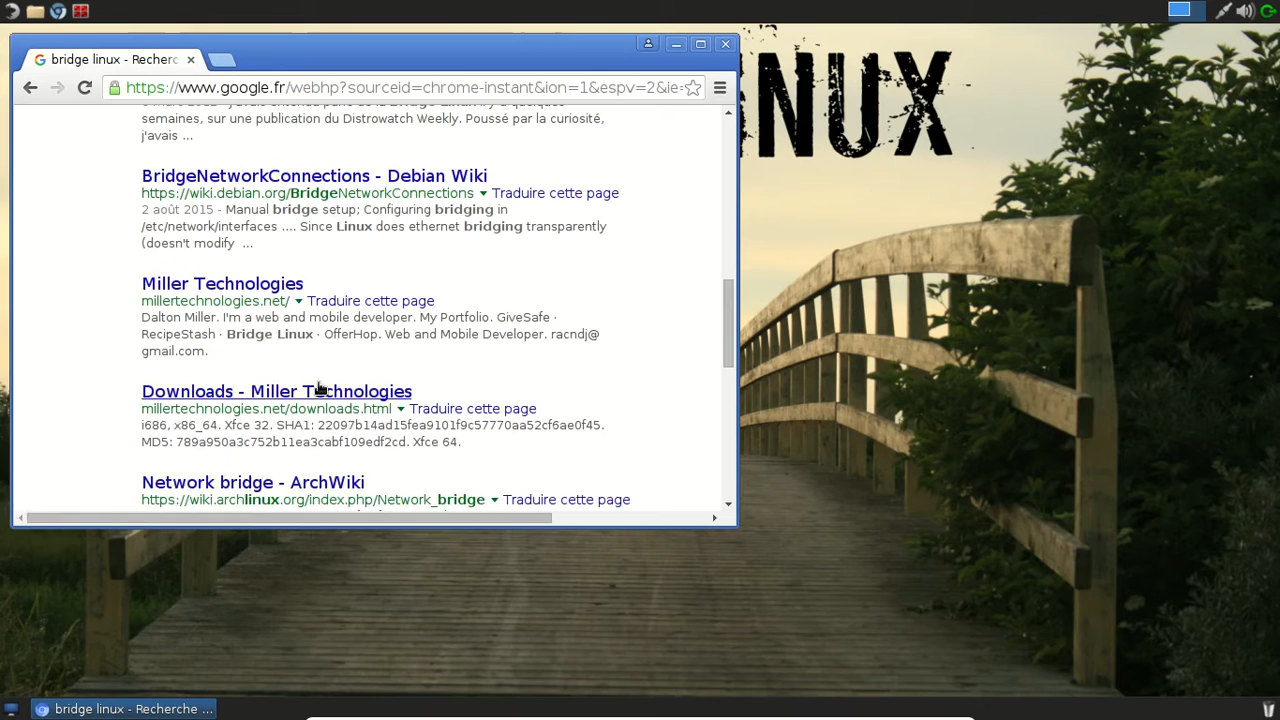 NUX
bridge linux - Recherc
https://www.google.fr/webhp?sourceid=chrome-instant&ion=1&espv=2&ie=
semaines, sur une publication du Distrowatch Weekly. Poussé par la curiosité,
j'avais ...
BridgeNetworkConnections - Debian Wiki
https://wiki.debian.org/BridgeNetworkConnections Traduire cette page
2 août 2015 - Manual bridge setup; Configuring bridging in
/etc/network/interfaces .... Since Linux does ethernet bridging transparently
(doesn't modify ...
Miller Technologies
millertechnologies.net/ Traduire cette page
Dalton Miller. I'm a web and mobile developer. My Portfolio. GiveSafe ·
RecipeStash · Bridge Linux · OfferHop. Web and Mobile Developer. racndj@
gmail.com.
Downloads - Miller Technologies
millertechnologies.net/downloads.html Traduire cette page
i686, x86_64. Xfce 32. SHA1: 22097b14ad15fea9101f9c57770aa52cf6ae0f45.
MD5: 789a950a3c752b11ea3cabf109edf2cd. Xfce 64.
Network bridge - ArchWiki
https://wiki.archlinux.org/index.php/Network_bridge Traduire cette page
bridge linux - Recherche ...